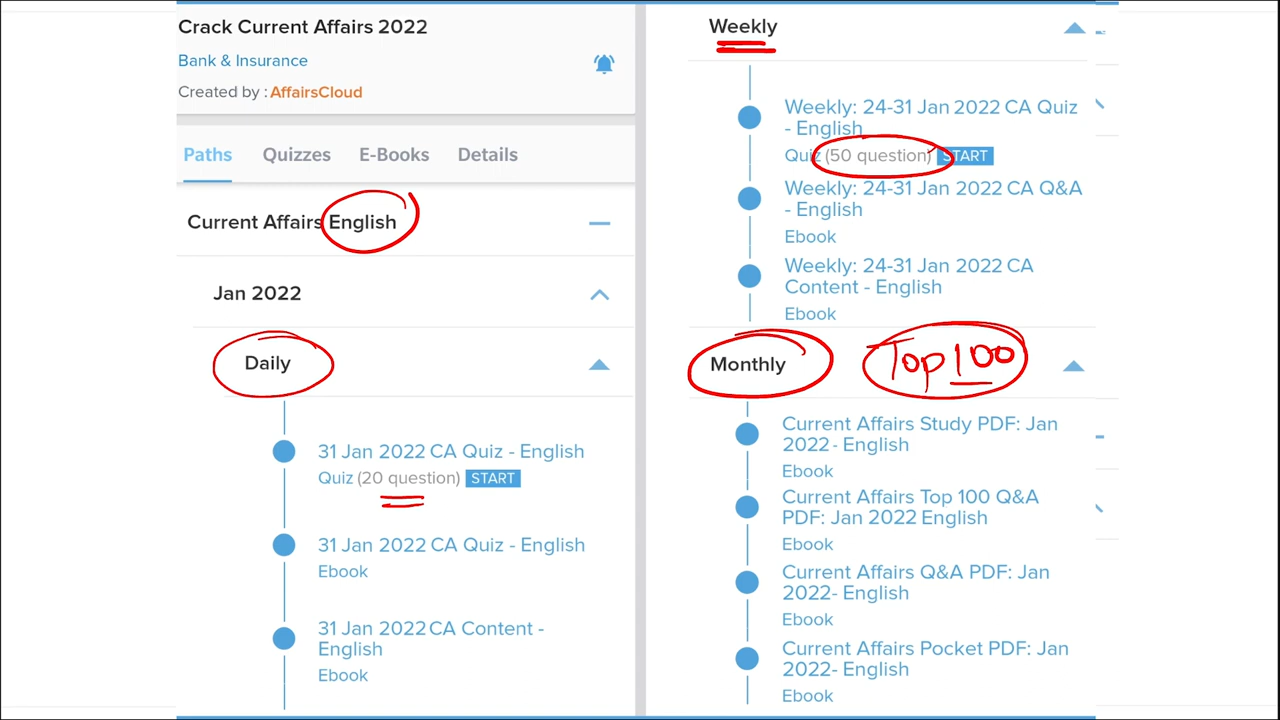 Crack Current Affairs 2022
Bank & Insurance
Created by : AffairsCloud
Paths Quizzes E-Books Details
Current Affairs English
Jan 2022
Daily
31 Jan 2022 CA Quiz - English
Quiz (20 question) START
31 Jan 2022 CA Quiz - English
Ebook
31 Jan 2022 CA Content -
English
Ebook
Weekly
Weekly: 24-31 Jan 2022 CA Quiz
- English
Quiz (50 question) START
Weekly: 24-31 Jan 2022 CA Q&A
- English
Ebook
Weekly: 24-31 Jan 2022 CA
Content - English
Ebook
Monthly Top 100
Current Affairs Study PDF: Jan
2022- English
Ebook
Current Affairs Top 100 Q&A
PDF: Jan 2022 English
Ebook
Current Affairs Q&A PDF: Jan
2022- English
Ebook
Current Affairs Pocket PDF: Jan
2022- English
Ebook